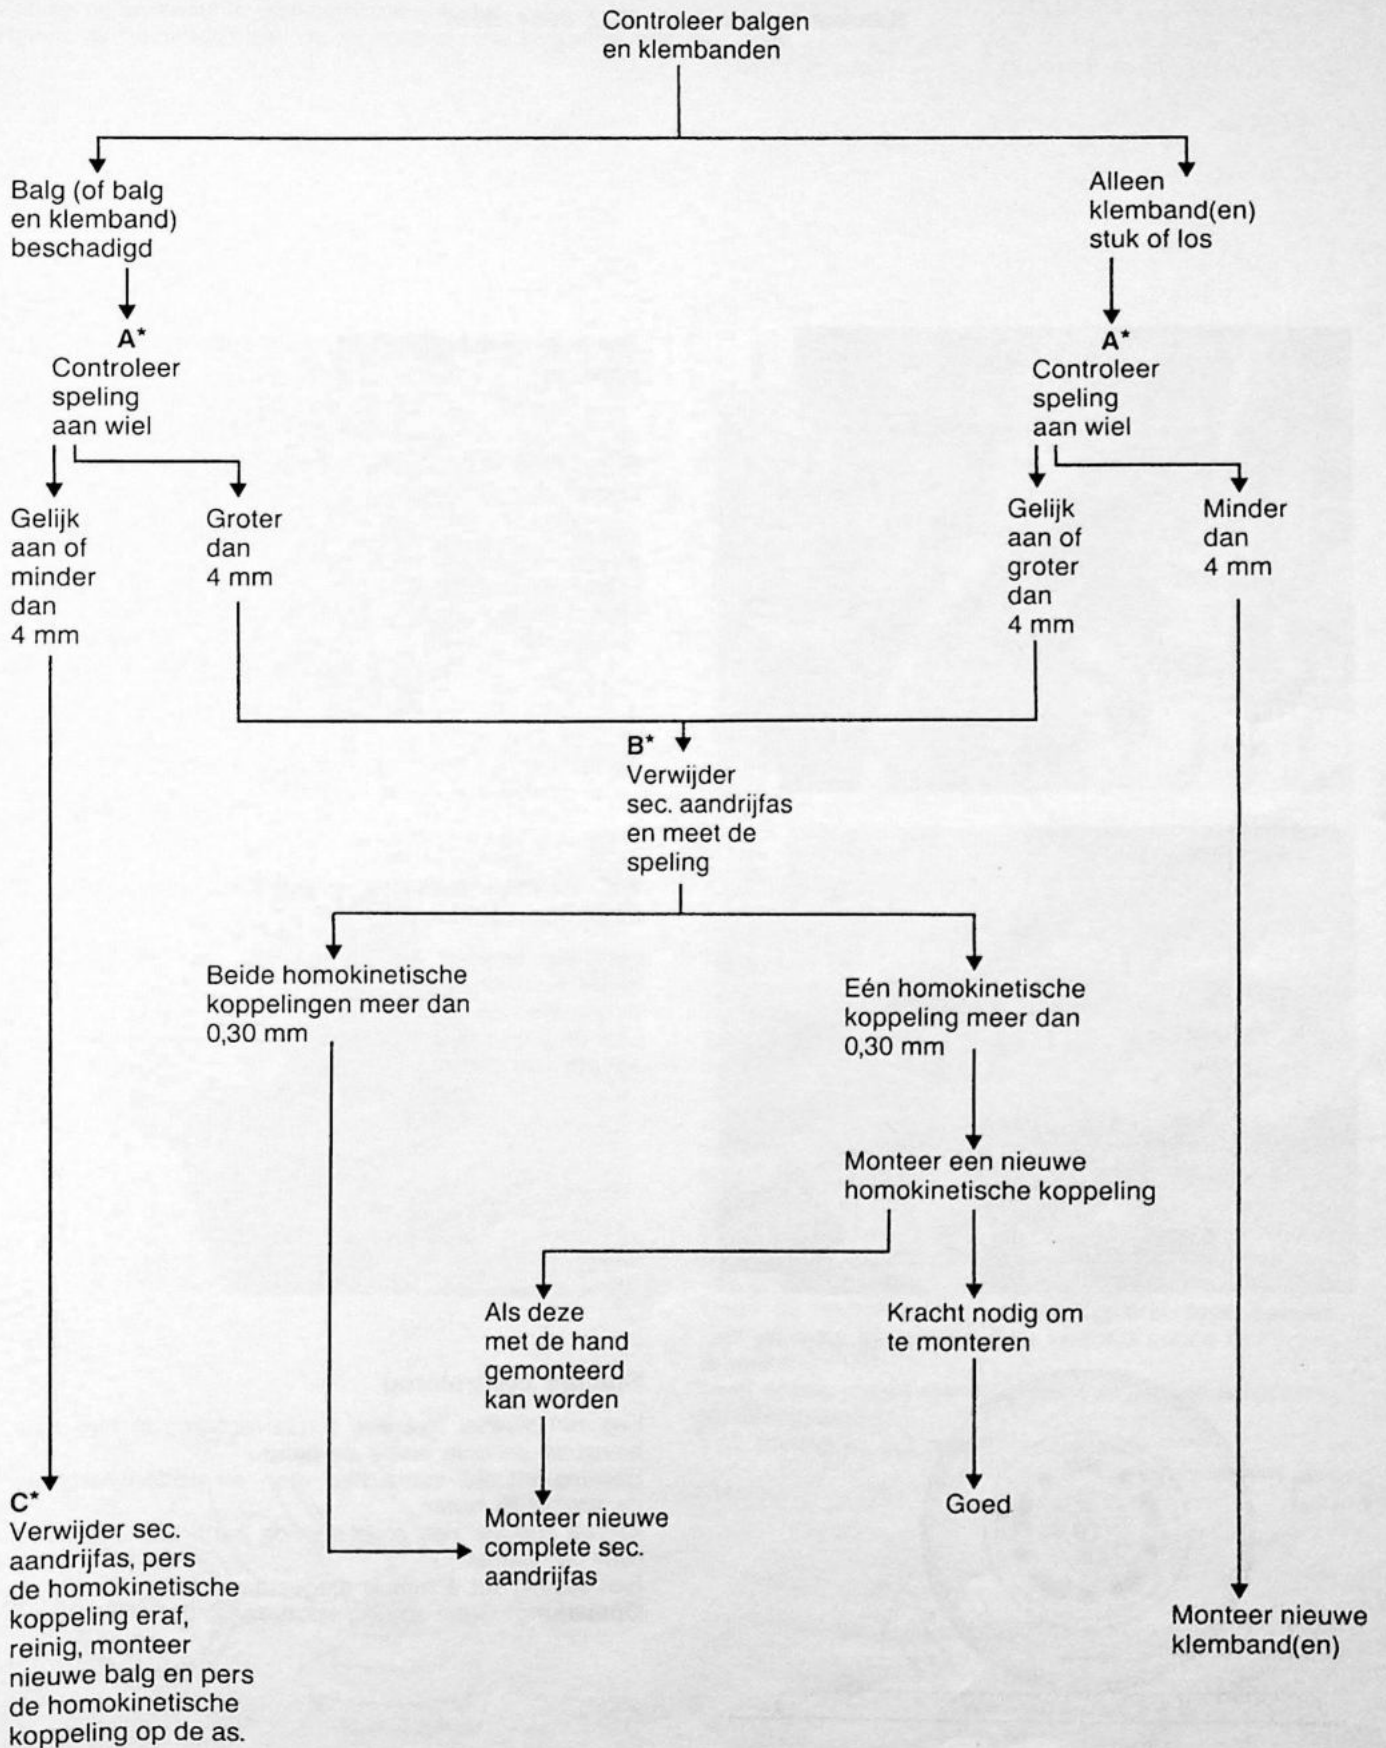 Controleer balgen
en klembanden
Balg (of balg
en klemband)
beschadigd
Alleen
klemband(en)
stuk of los
A*
Controleer
speling
aan wiel
A*
Controleer
speling
aan wiel
Gelijk
aan of
minder
dan
4 mm
Groter
dan
4 mm
Gelijk
aan of
groter
dan
4 mm
Minder
dan
4 mm
B*
Verwijder
sec. aandrijfas
en meet de
speling
Beide homokinetische
koppelingen meer dan
0,30 mm
Eén homokinetische
koppeling meer dan
0,30 mm
Monteer een nieuwe
homokinetische koppeling
Als deze
met de hand
gemonteerd
kan worden
Kracht nodig om
te monteren
Goed
Monteer nieuwe
complete sec.
aandrijfas
C*
Verwijder sec.
aandrijfas, pers
de homokinetische
koppeling eraf,
reinig, monteer
nieuwe balg en pers
de homokinetische
koppeling op de as.
Monteer nieuwe
klemband(en)